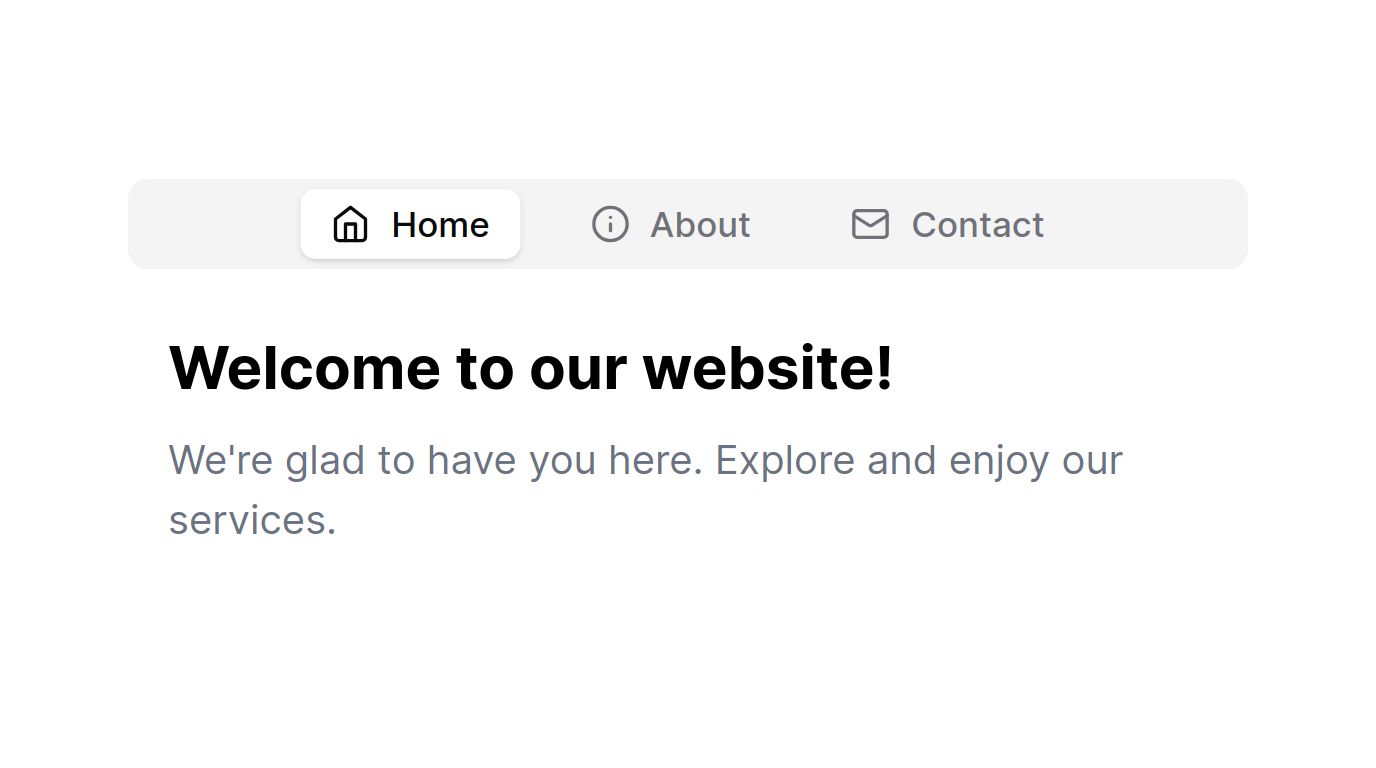 Home About Contact
Welcome to our website!
We're glad to have you here. Explore and enjoy our
services.